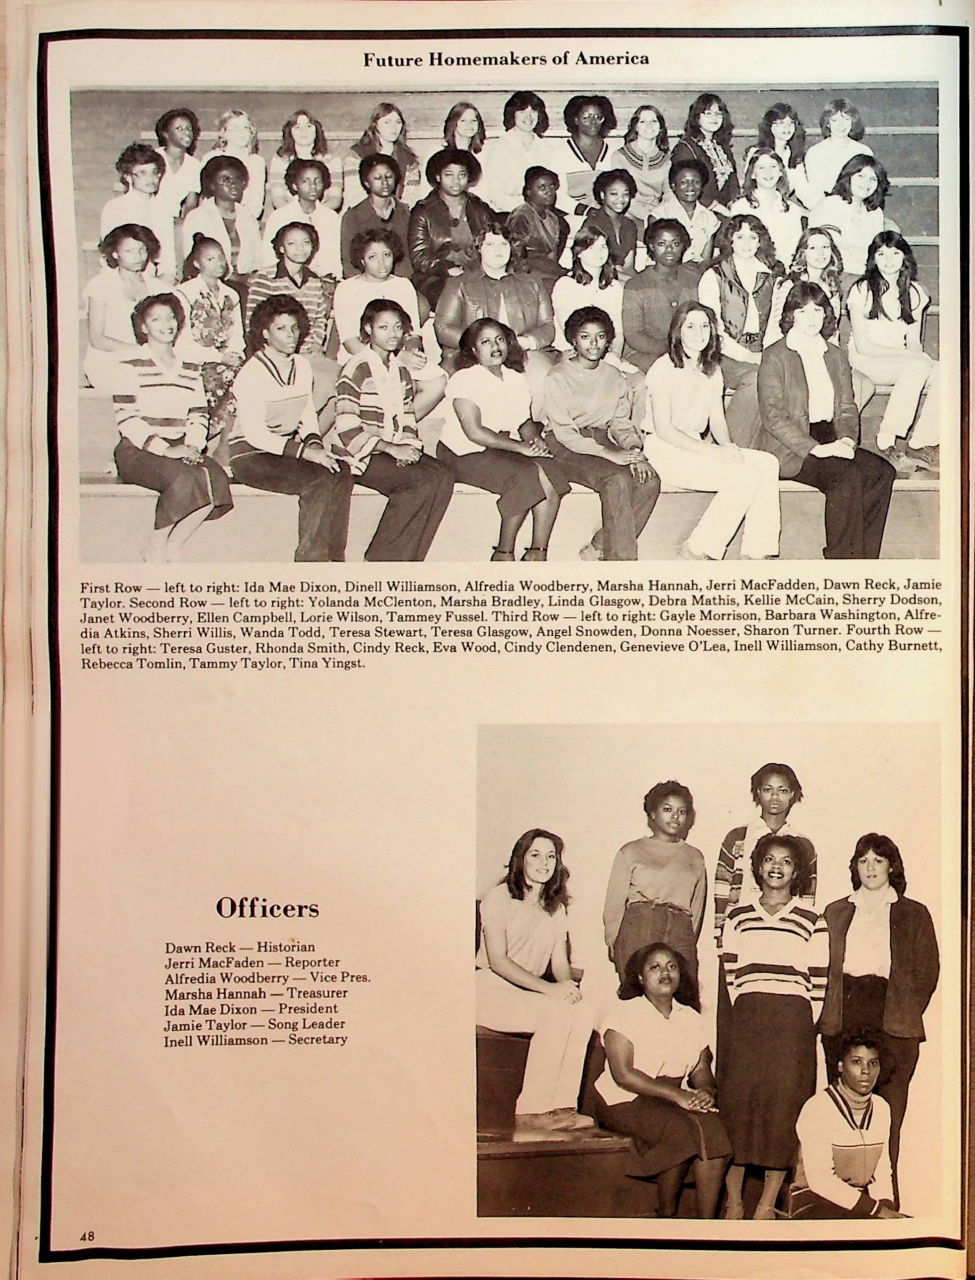 Future Homemakers of America
First Row — left to right: Ida Mae Dixon, Dinell Williamson, Alfredia Woodberry, Marsha Hannah, Jerri MacFadden, Dawn Reck, Jamie
Taylor. Second Row — left to right: Yolanda McClenton, Marsha Bradley, Linda Glasgow, Debra Mathis, Kellie McCain, Sherry Dodson,
Janet Woodberry, Ellen Campbell, Lorie Wilson, Tammey Fussel. Third Row — left to right: Gayle Morrison, Barbara Washington, Alfre-
dia Atkins, Sherri Willis, Wanda Todd, Teresa Stewart, Teresa Glasgow, Angel Snowden, Donna Noesser, Sharon Turner. Fourth Row —
left to right: Teresa Guster, Rhonda Smith, Cindy Reck, Eva Wood, Cindy Clendenen, Genevieve O'Lea, Inell Williamson, Cathy Burnett,
Rebecca Tomlin, Tammy Taylor, Tina Yingst.
Officers
Dawn Reck — Historian
Jerri MacFaden — Reporter
Alfredia Woodberry — Vice Pres.
Marsha Hannah — Treasurer
Ida Mae Dixon — President
Jamie Taylor — Song Leader
Inell Williamson — Secretary
48